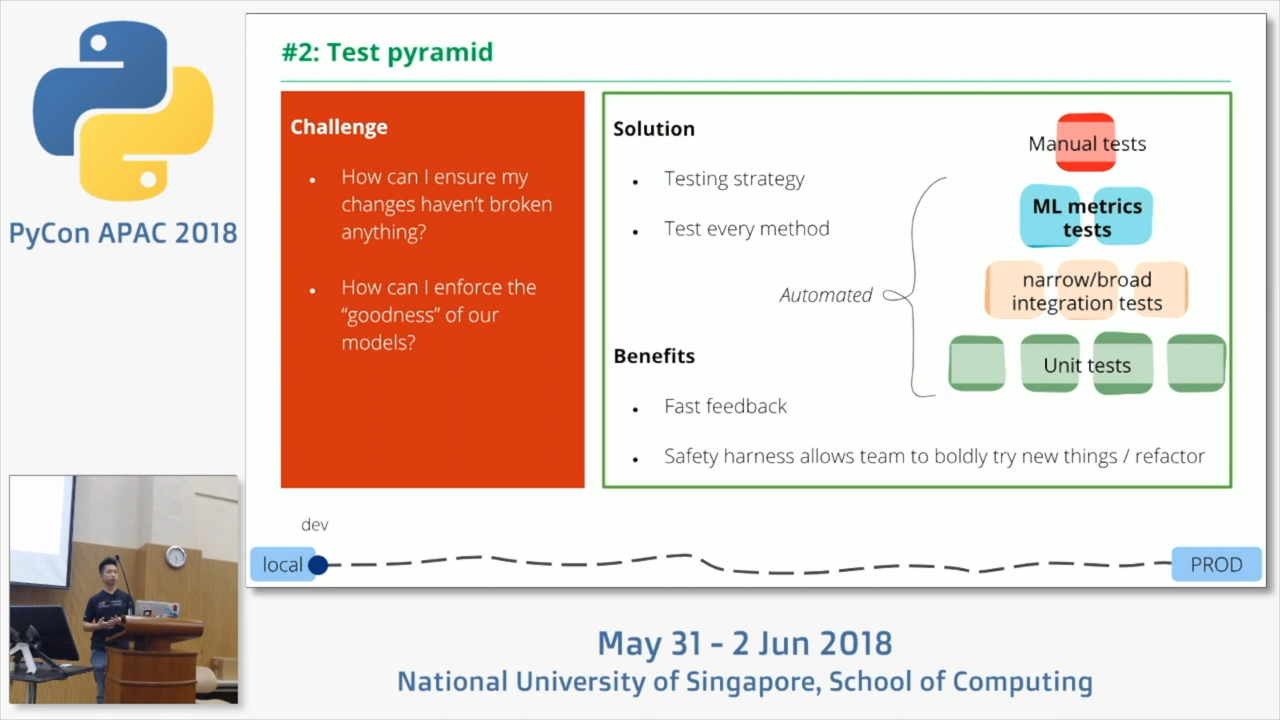 #2: Test pyramid
Challenge
• How can I ensure my
changes haven't broken
anything?
• How can I enforce the
“goodness” of our
models?
Solution
• Testing strategy
• Test every method
Automated
Manual tests
ML metrics
tests
narrow/broad
integration tests
Unit tests
Benefits
• Fast feedback
• Safety harness allows team to boldly try new things / refactor
dev
local
PROD
PyCon APAC 2018
May 31 - 2 Jun 2018
National University of Singapore, School of Computing